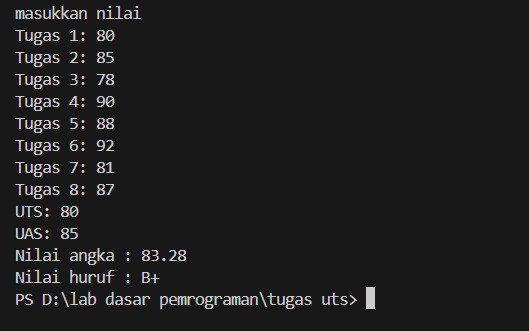 masukkan nilai
Tugas 1: 80
Tugas 2: 85
Tugas 3: 78
Tugas 4: 90
Tugas 5: 88
Tugas 6: 92
Tugas 7: 81
Tugas 8: 87
UTS: 80
UAS: 85
Nilai angka : 83.28
Nilai huruf : B+
PS D:\lab dasar pemrograman\tugas uts>